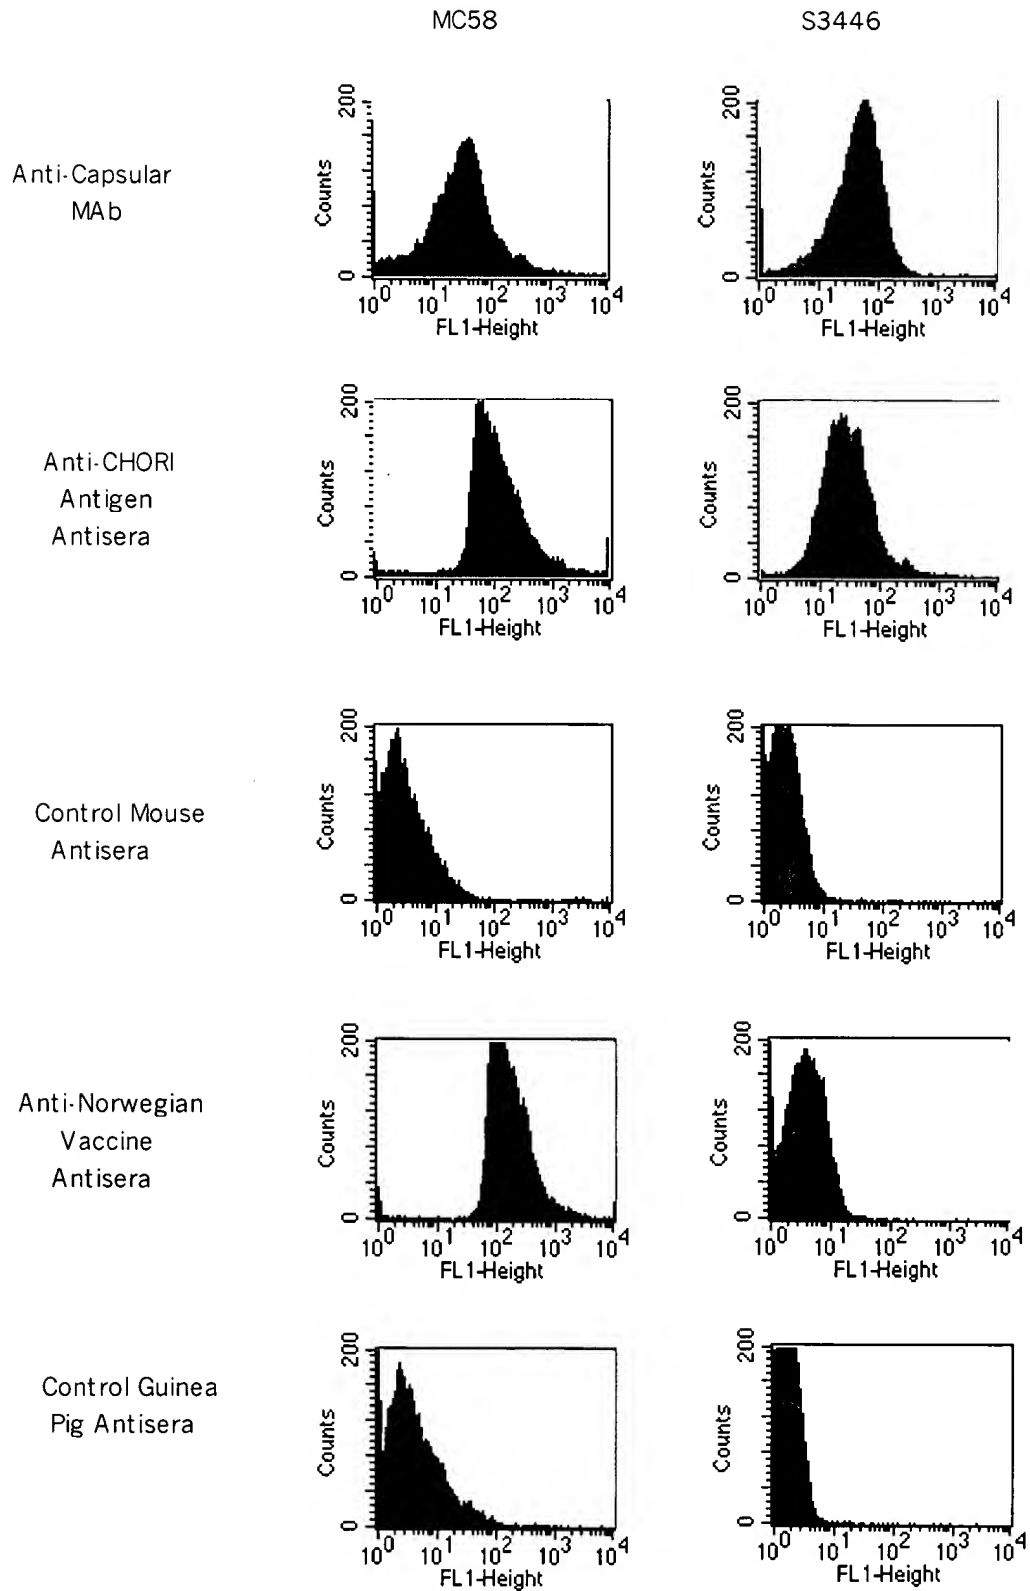 MC58 S3446
Anti-Capsular
MAb
200
Counts
0
10^0 10^1 10^2 10^3 10^4
FL1-Height
200
Counts
0
10^0 10^1 10^2 10^3 10^4
FL1-Height
Anti-CHORI
Antigen
Antisera
200
Counts
0
10^0 10^1 10^2 10^3 10^4
FL1-Height
200
Counts
0
10^0 10^1 10^2 10^3 10^4
FL1-Height
Control Mouse
Antisera
200
Counts
0
10^0 10^1 10^2 10^3 10^4
FL1-Height
200
Counts
0
10^0 10^1 10^2 10^3 10^4
FL1-Height
Anti-Norwegian
Vaccine
Antisera
200
Counts
0
10^0 10^1 10^2 10^3 10^4
FL1-Height
200
Counts
0
10^0 10^1 10^2 10^3 10^4
FL1-Height
Control Guinea
Pig Antisera
200
Counts
0
10^0 10^1 10^2 10^3 10^4
FL1-Height
200
Counts
0
10^0 10^1 10^2 10^3 10^4
FL1-Height